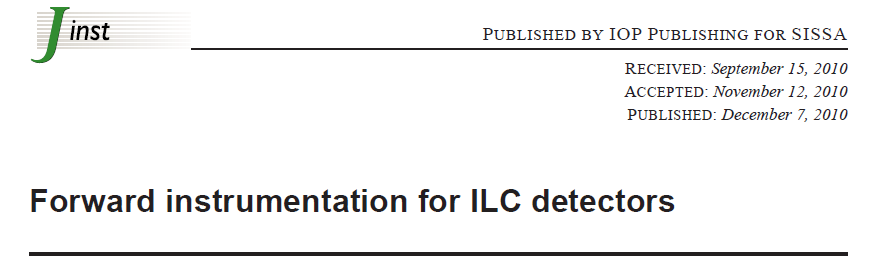 Jinst
PUBLISHED BY IOP PUBLISHING FOR SISSA
RECEIVED: September 15, 2010
ACCEPTED: November 12, 2010
PUBLISHED: December 7, 2010
Forward instrumentation for ILC detectors